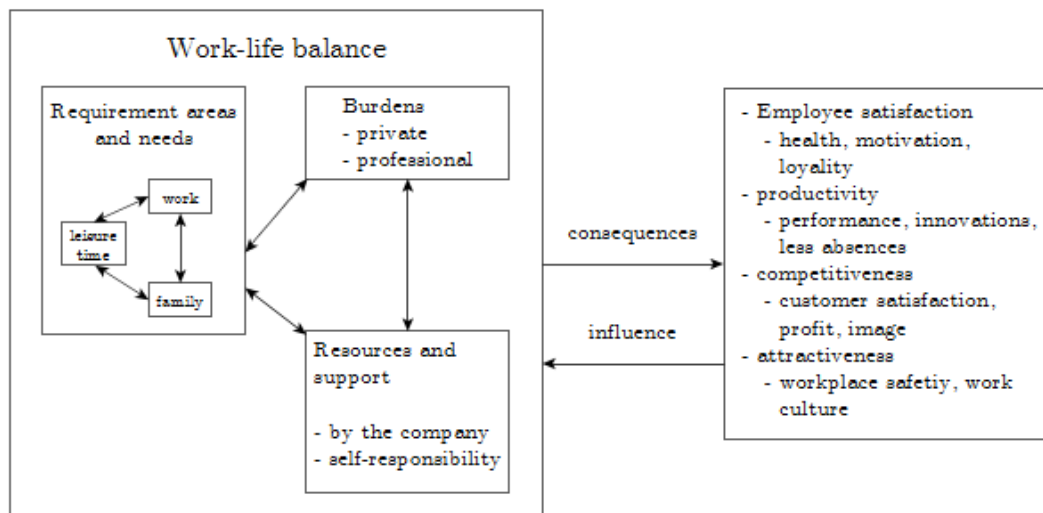 Work-life balance
Requirement areas
and needs
work
leisure
time
family
Burdens
- private
- professional
Resources and
support
- by the company
- self-responsibility
consequences
influence
- Employee satisfaction
- health, motivation,
loyality
- productivity
- performance, innovations,
less absences
- competitiveness
- customer satisfaction,
profit, image
- attractiveness
- workplace safetiy, work
culture